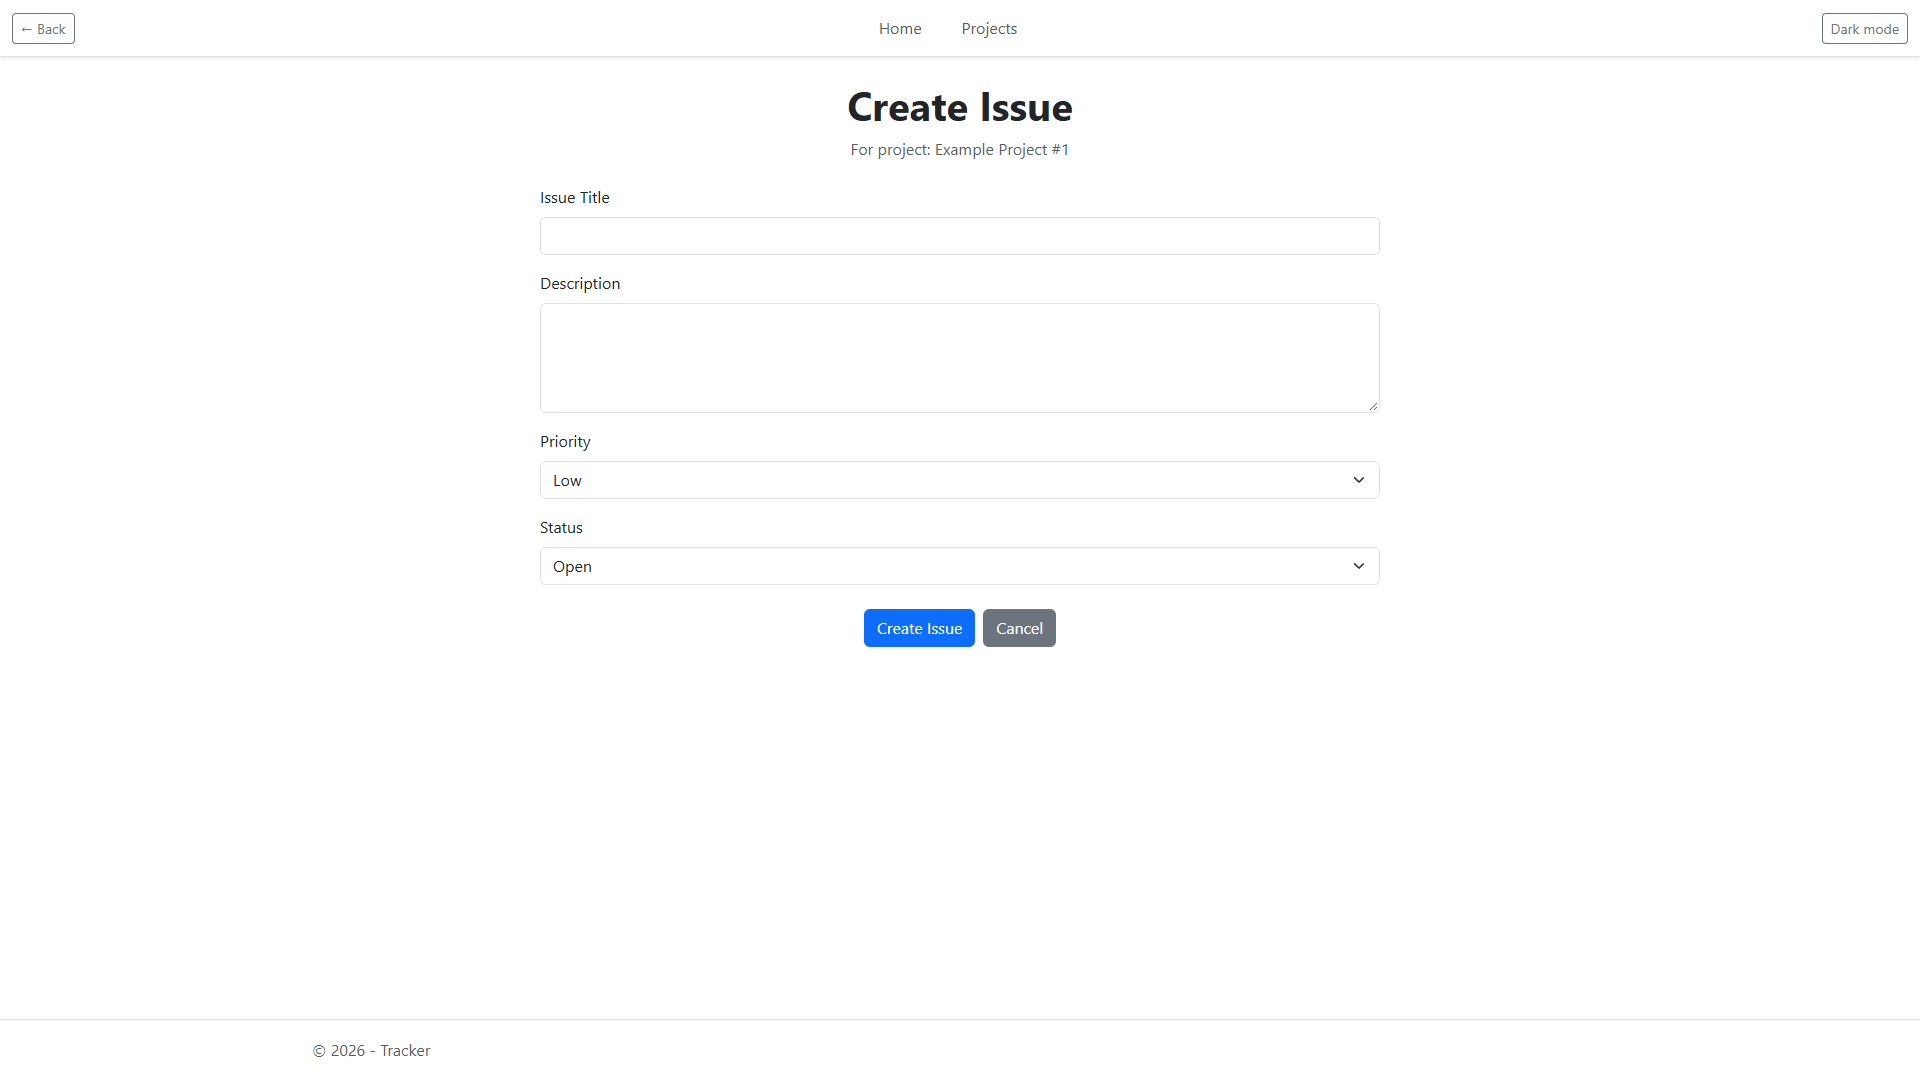 ← Back
Home
Projects
Dark mode
Create Issue
For project: Example Project #1
Issue Title
Description
Priority
Low
Status
Open
Create Issue
Cancel
© 2026 - Tracker